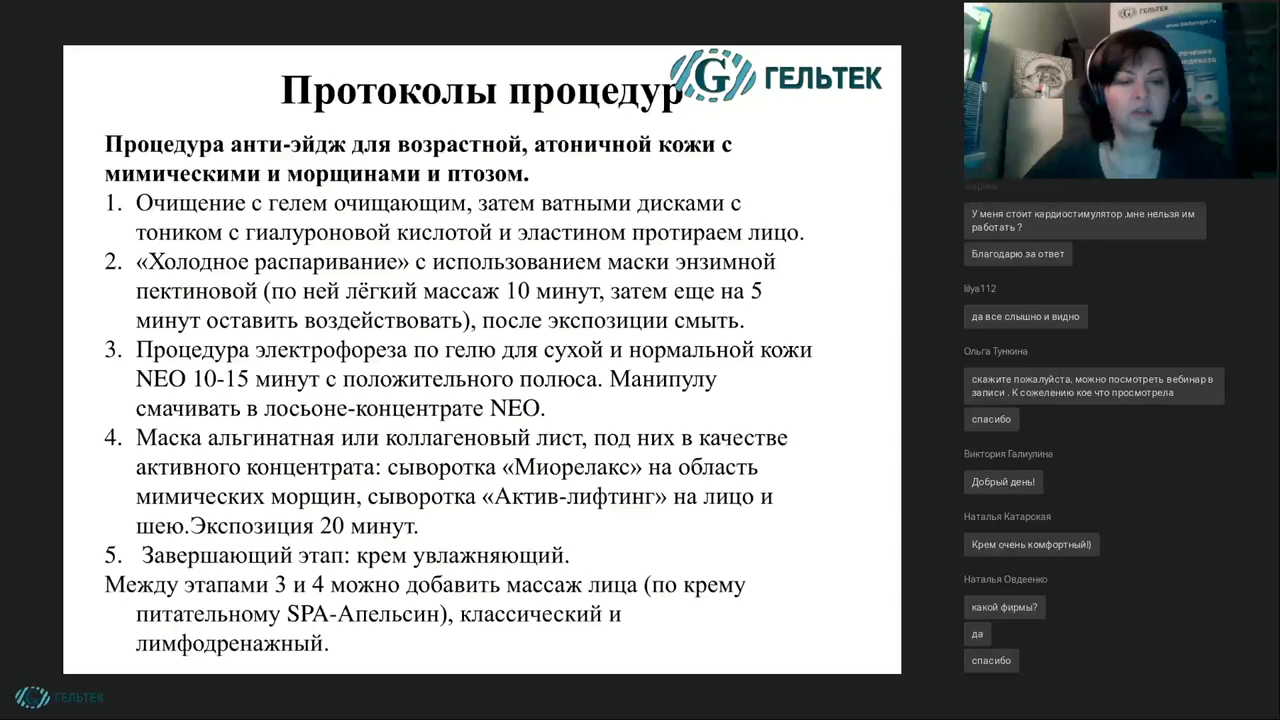 Протоколы процедур
ГЕЛЬТЕК
Процедура анти-эйдж для возрастной, атоничной кожи с
мимическими и морщинами и птозом.
1. Очищение с гелем очищающим, затем ватными дисками с
тоником с гиалуроновой кислотой и эластином протираем лицо.
2. «Холодное распаривание» с использованием маски энзимной
пектиновой (по ней лёгкий массаж 10 минут, затем еще на 5
минут оставить воздействовать), после экспозиции смыть.
3. Процедура электрофореза по гелю для сухой и нормальной кожи
NEO 10-15 минут с положительного полюса. Манипулу
смачивать в лосьоне-концентрате NEO.
4. Маска альгинатная или коллагеновый лист, под них в качестве
активного концентрата: сыворотка «Миорелакс» на область
мимических морщин, сыворотка «Актив-лифтинг» на лицо и
шею.Экспозиция 20 минут.
5. Завершающий этап: крем увлажняющий.
Между этапами 3 и 4 можно добавить массаж лица (по крему
питательному SPA-Апельсин), классический и
лимфодренажный.
ГЕЛЬТЕК
ГЕЛЬТЕК
У меня стоит кардиостимулятор ,мне нельзя им
работать ?
Благодарю за ответ
lilya112
да все слышно и видно
Ольга Тункина
скажите пожалуйста, можно посмотреть вебинар в
записи . К сожелению кое что просмотрела
спасибо
Виктория Галиулина
Добрый день!
Наталья Катарская
Крем очень комфортный!)
Наталья Овдеенко
какой фирмы?
да
спасибо